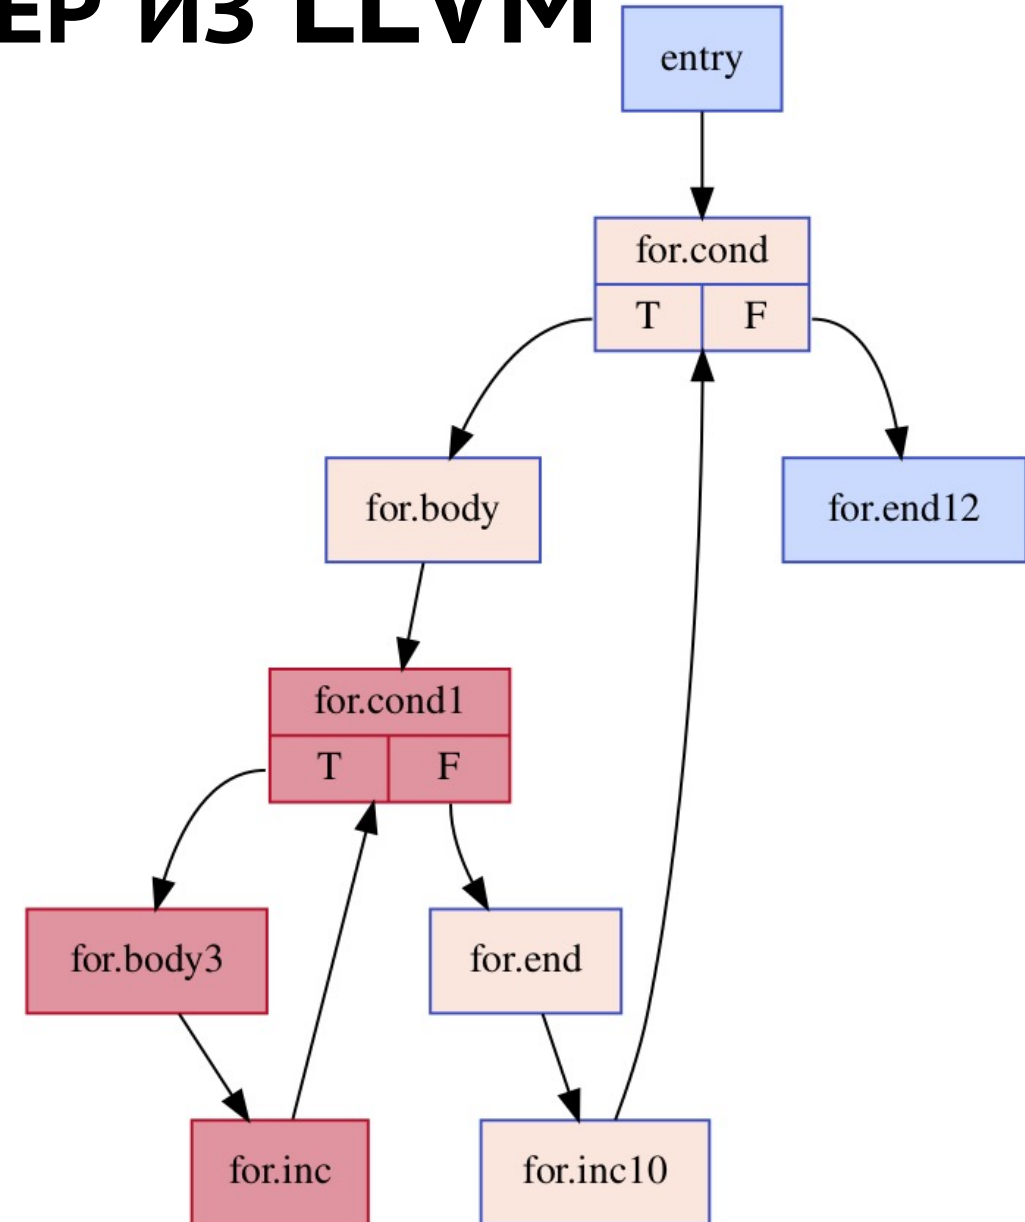 ЕР ИЗ LLVM
entry
for.cond
T F
for.body
for.end12
for.cond1
T F
for.body3
for.end
for.inc
for.inc10